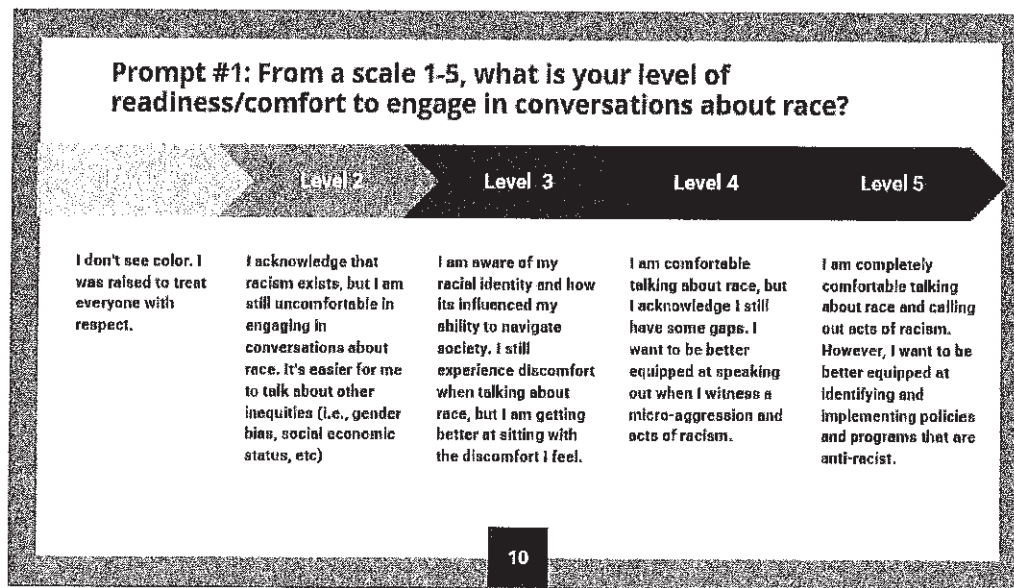 Prompt #1: From a scale 1-5, what is your level of
readiness/comfort to engage in conversations about race?
Level 2
Level 3
Level 4
Level 5
I don't see color. I
was raised to treat
everyone with
respect.
I acknowledge that
racism exists, but I am
still uncomfortable in
engaging in
conversations about
race. It's easier for me
to talk about other
inequities (i.e., gender
bias, social economic
status, etc)
I am aware of my
racial identity and how
its influenced my
ability to navigate
society. I still
experience discomfort
when talking about
race, but I am getting
better at sitting with
the discomfort I feel.
I am comfortable
talking about race, but
I acknowledge I still
have some gaps. I
want to be better
equipped at speaking
out when I witness a
micro-aggression and
acts of racism.
I am completely
comfortable talking
about race and calling
out acts of racism.
However, I want to be
better equipped at
identifying and
implementing policies
and programs that are
anti-racist.
10